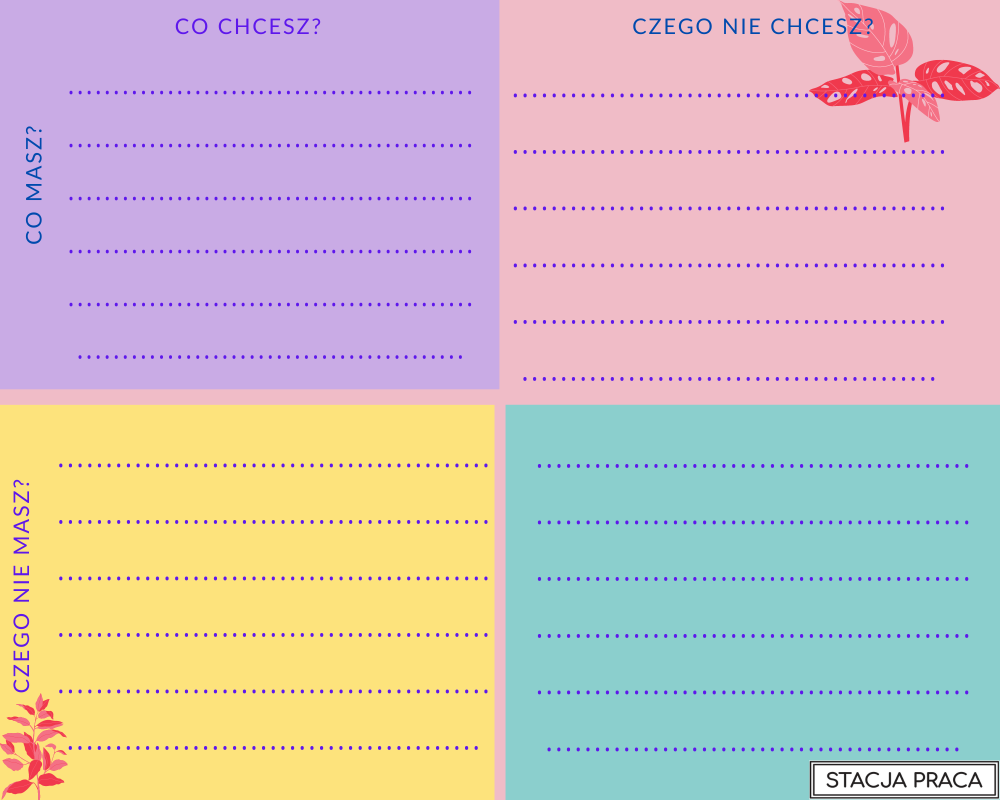 CO CHCESZ?
CZEGO NIE CHCESZ?
CO MASZ?
CZEGO NIE MASZ?
STACJA PRACA